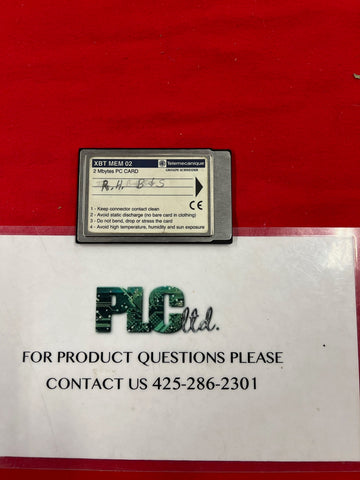 XBT MEM 02
Telemecanique
2 Mbytes PC CARD
GROUPE SCHNEIDER
1 - Keep connector contact clean
2 - Avoid static discharge (no bare card in clothing)
3 - Do not bend, drop or stress the card
4 - Avoid high temperature, humidity and sun exposure
CE
PLC ltd.
FOR PRODUCT QUESTIONS PLEASE
CONTACT US 425-286-2301